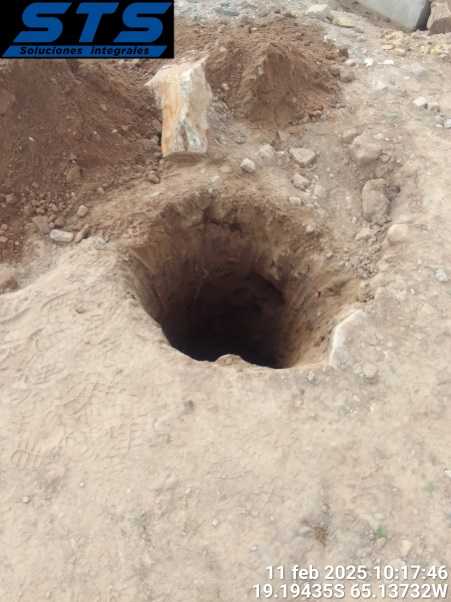 STS
Soluciones integrales
11 feb 2025 10:17:46
19.19435S 65.13732W